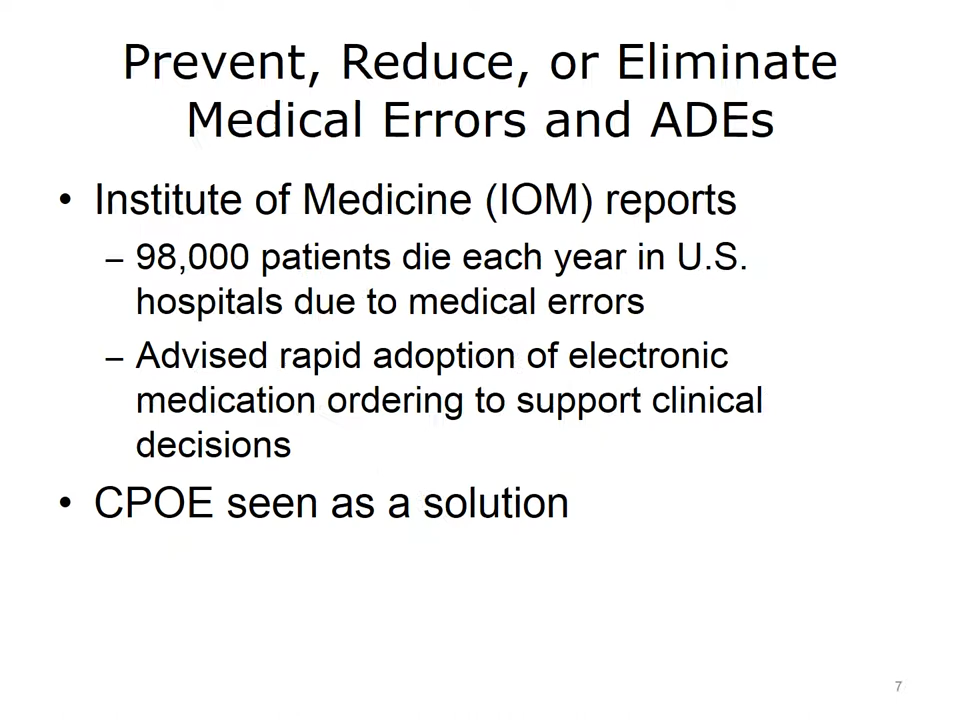 Prevent, Reduce, or Eliminate
Medical Errors and ADEs
• Institute of Medicine (IOM) reports
– 98,000 patients die each year in U.S.
hospitals due to medical errors
– Advised rapid adoption of electronic
medication ordering to support clinical
decisions
• CPOE seen as a solution
7